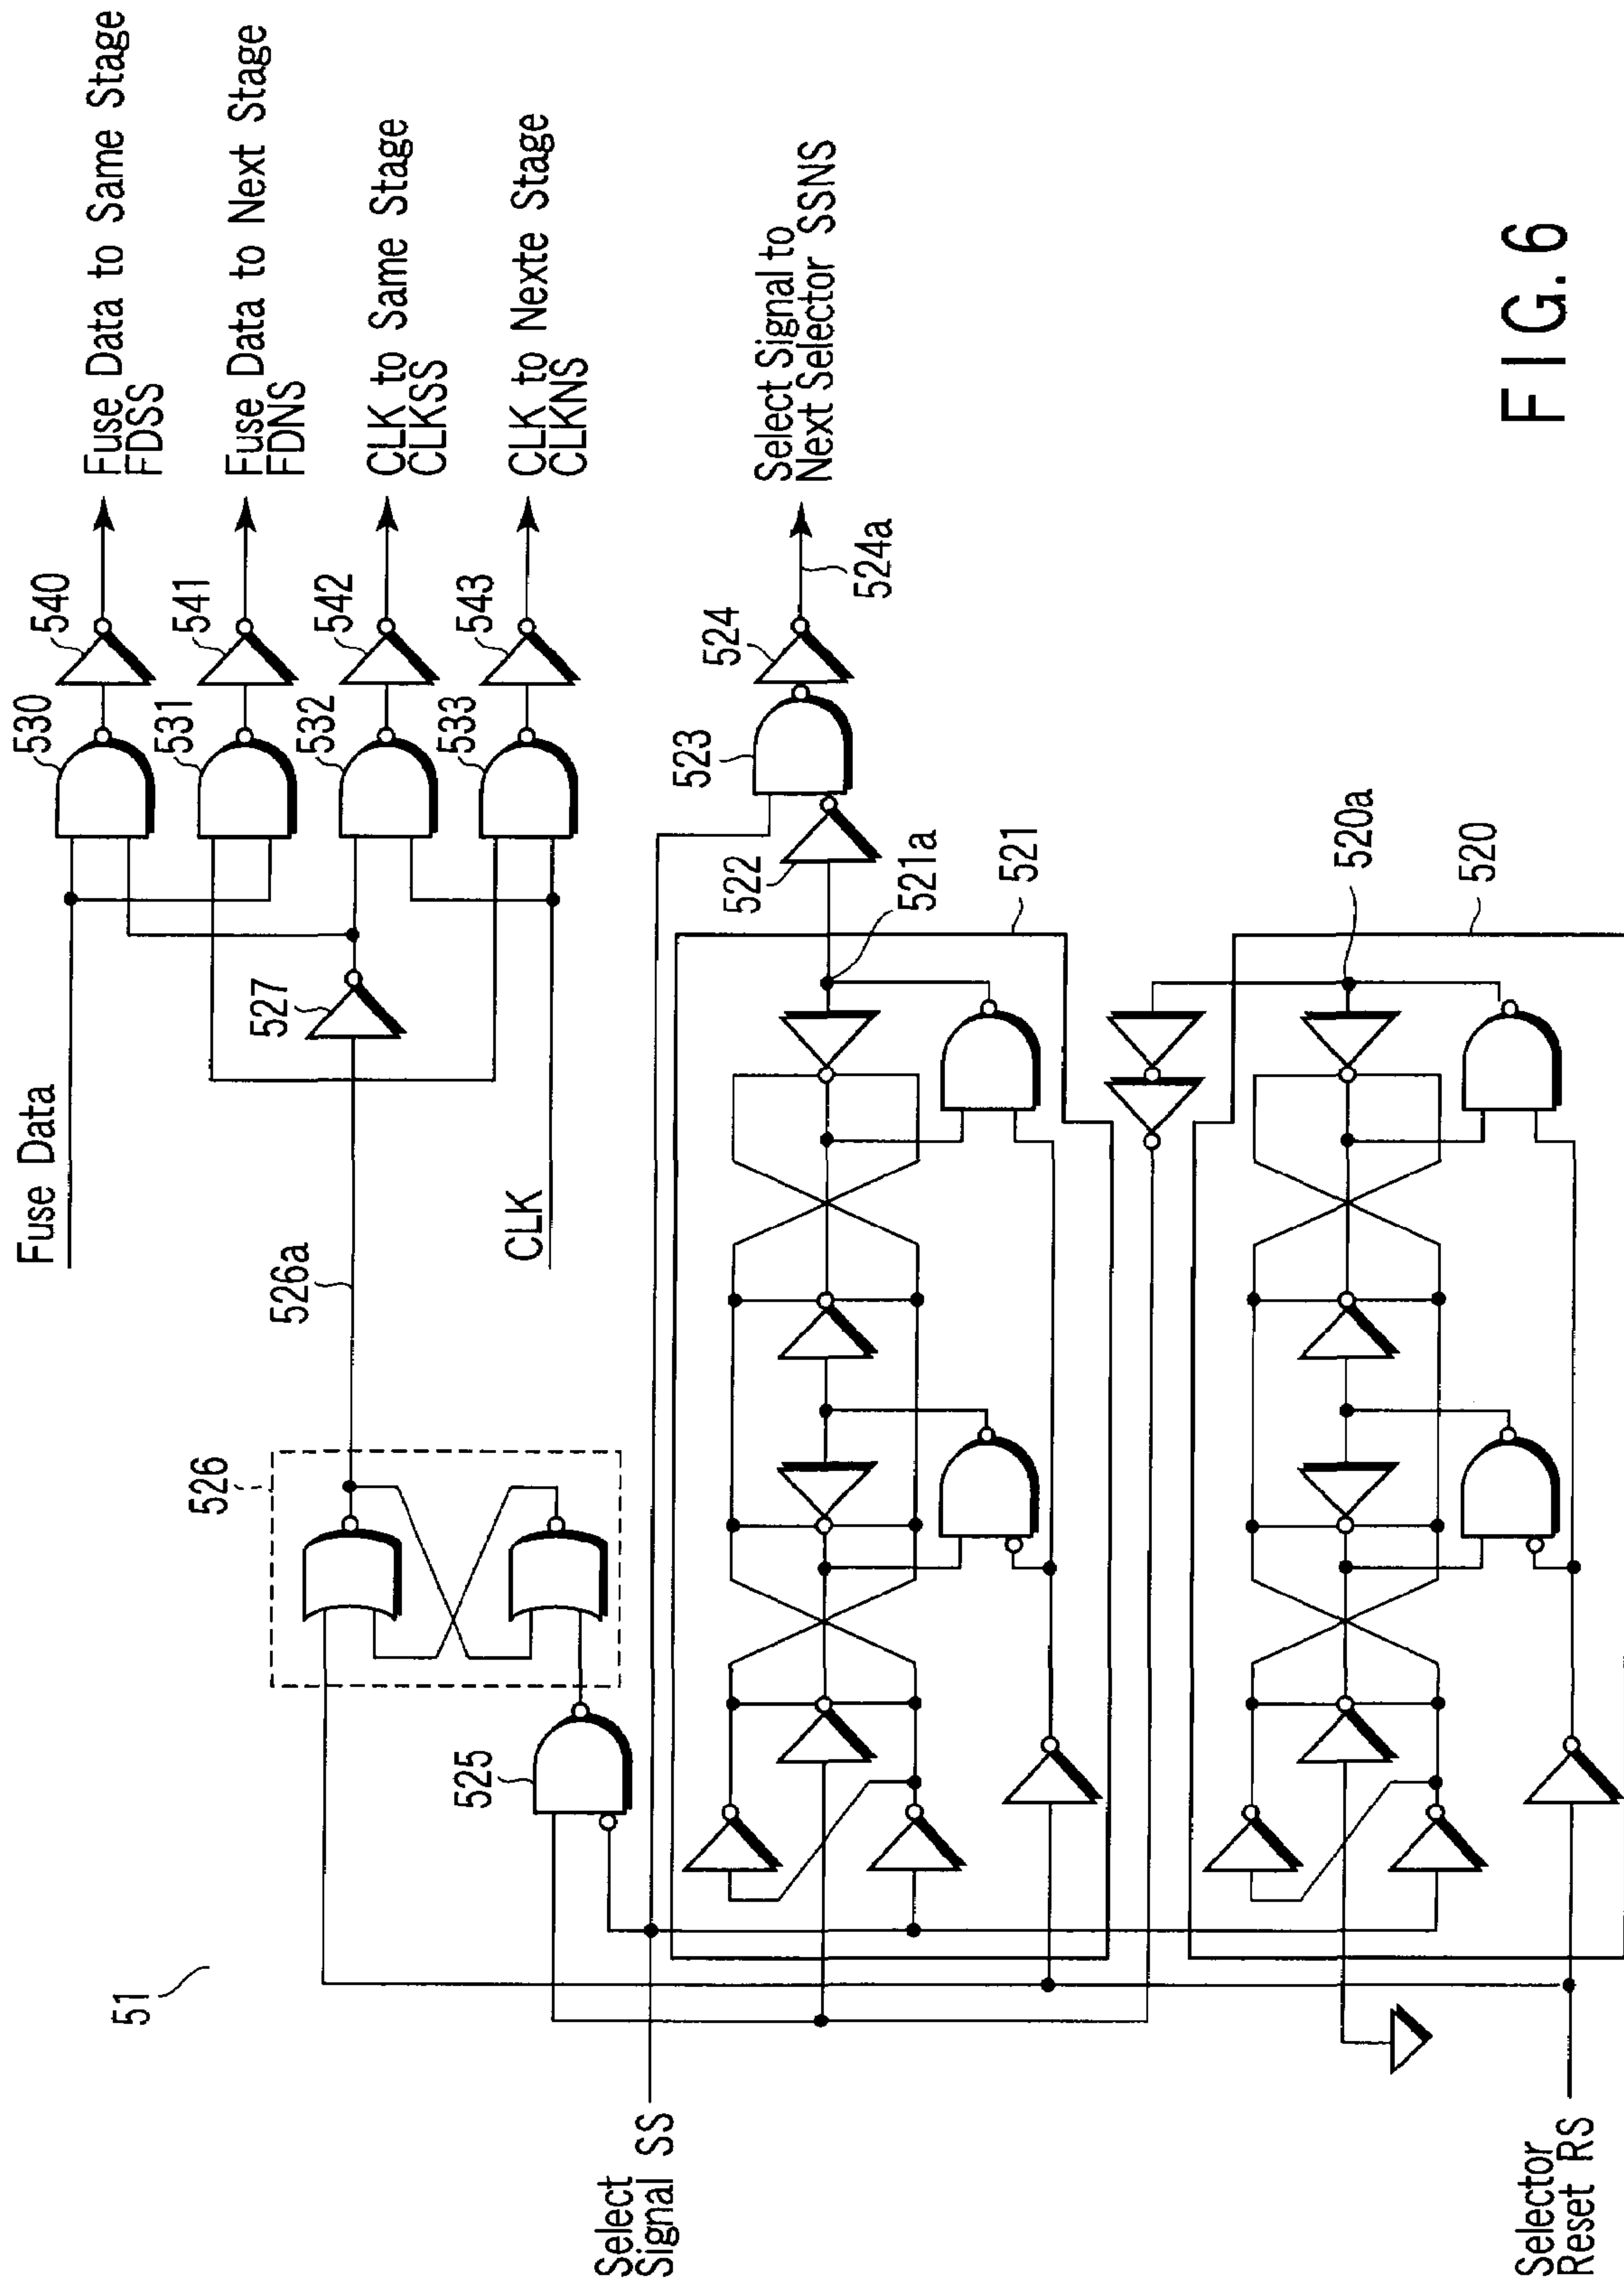 51
Fuse Data
CLK
526a
526
525
527
530
531
532
533
540
541
542
543
Fuse Data to Same Stage
FDSS
Fuse Data to Next Stage
FDNS
CLK to Same Stage
CLKSS
CLK to Nexte Stage
CLKNS
Select
Signal SS
522
523
524
524a
Select Signal to
Next Selector SSNS
521a
521
520a
520
Selector
Reset RS
FIG. 6